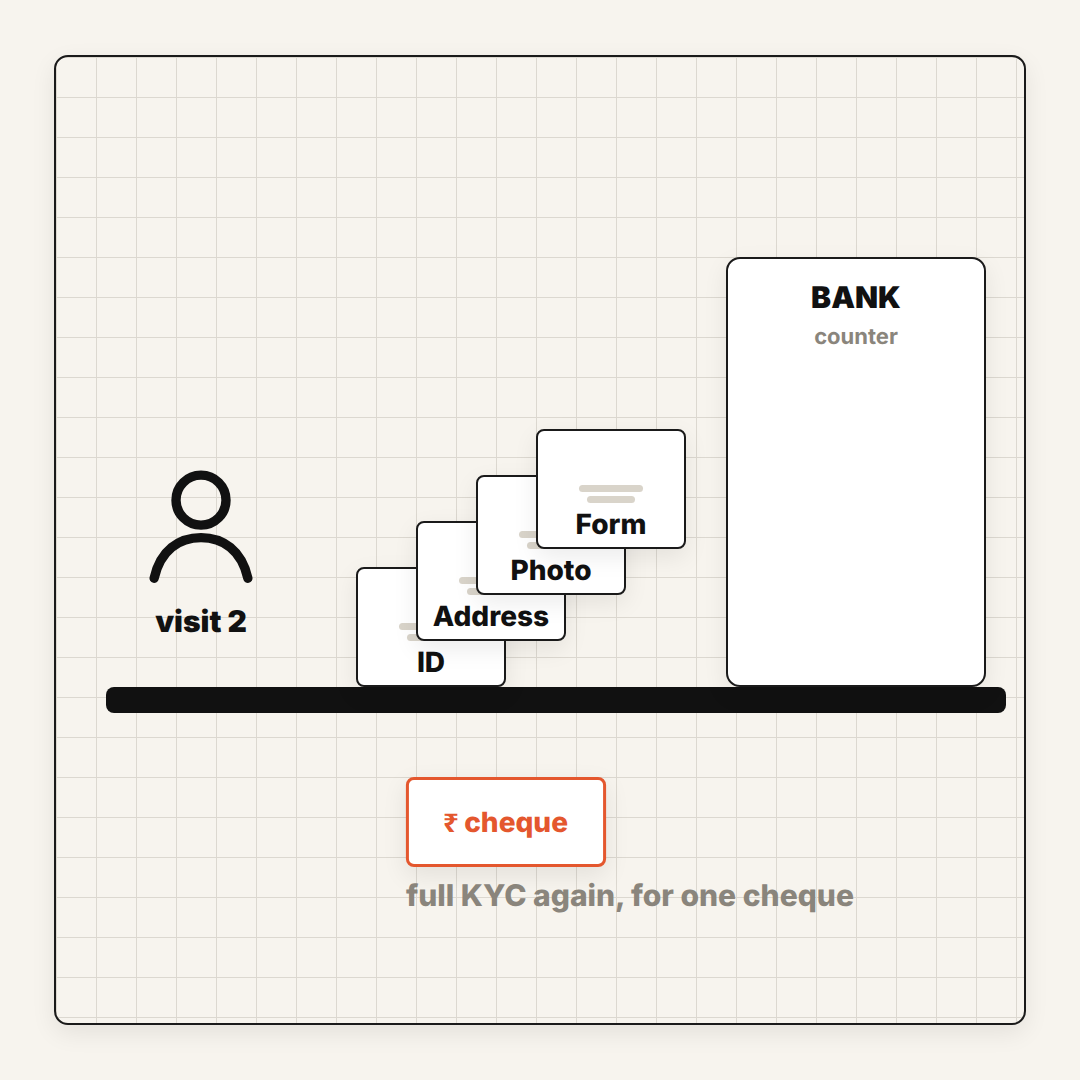 BANK
counter
Form
Photo
Address
ID
visit 2
₹ cheque
full KYC again, for one cheque